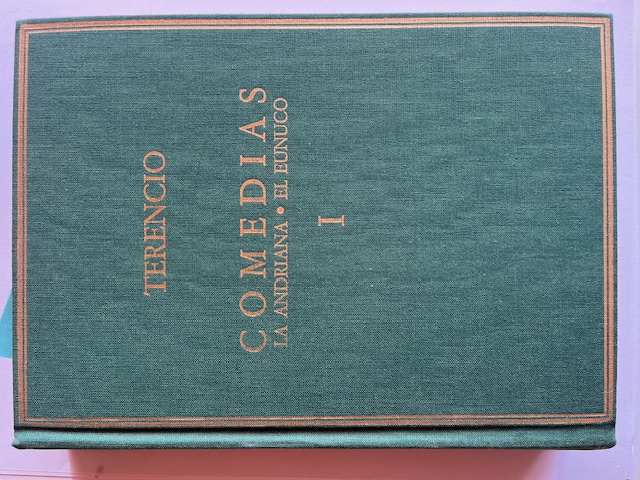 TERENCIO
COMEDIAS
LA ANDRIANA • EL EUNUCO
I